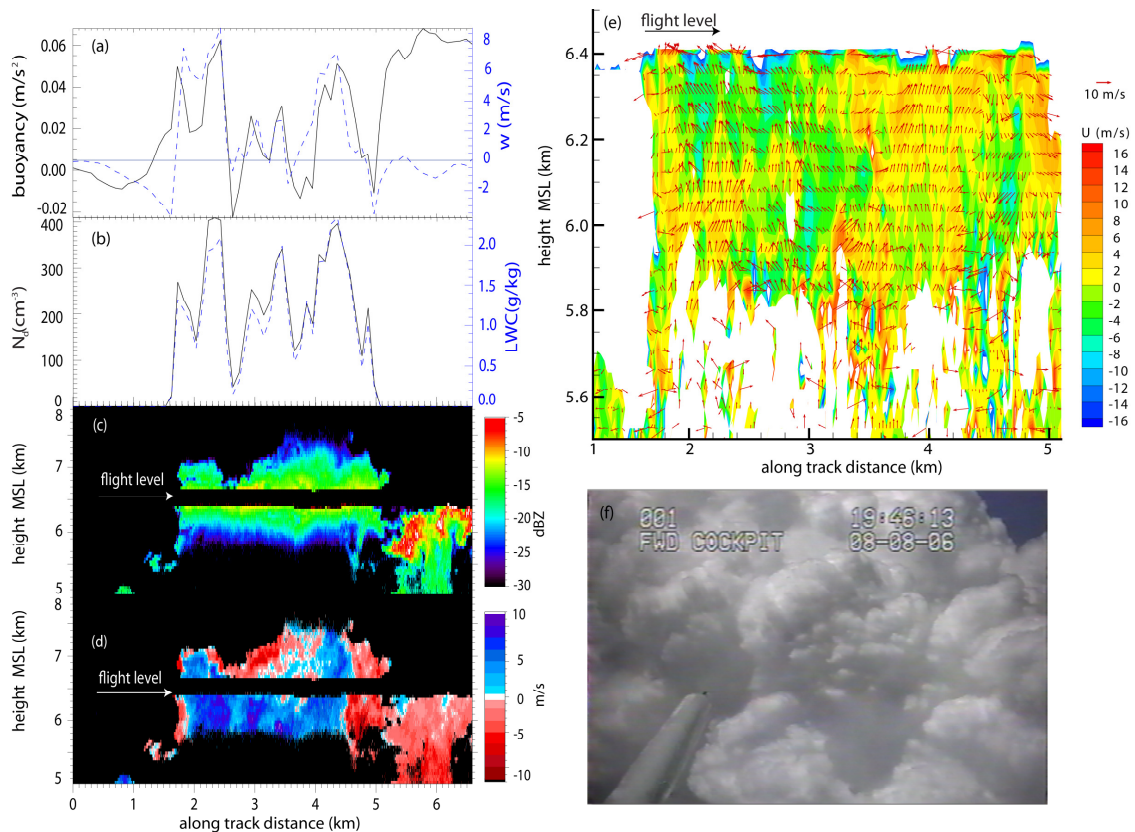 (a)
buoyancy (m/s²)
0.06
0.04
0.02
0.00
-0.02
8
6
4
2
0
-2
w (m/s)
(b)
N_d(cm⁻³)
400
300
200
100
0
2.0
1.5
1.0
0.5
0.0
LWC(g/kg)
(c)
height MSL (km)
8
7
6
5
flight level
-5
-10
-15
-20
-25
-30
dBZ
(d)
height MSL (km)
8
7
6
5
flight level
10
5
0
-5
-10
m/s
0 1 2 3 4 5 6
along track distance (km)
(e)
flight level
height MSL (km)
6.4
6.2
6.0
5.8
5.6
1 2 3 4 5
along track distance (km)
10 m/s
U (m/s)
16
14
12
10
8
6
4
2
0
-2
-4
-6
-8
-10
-12
-14
-16
(f)
001 19:48:13
FWD COCKPIT 08-08-06